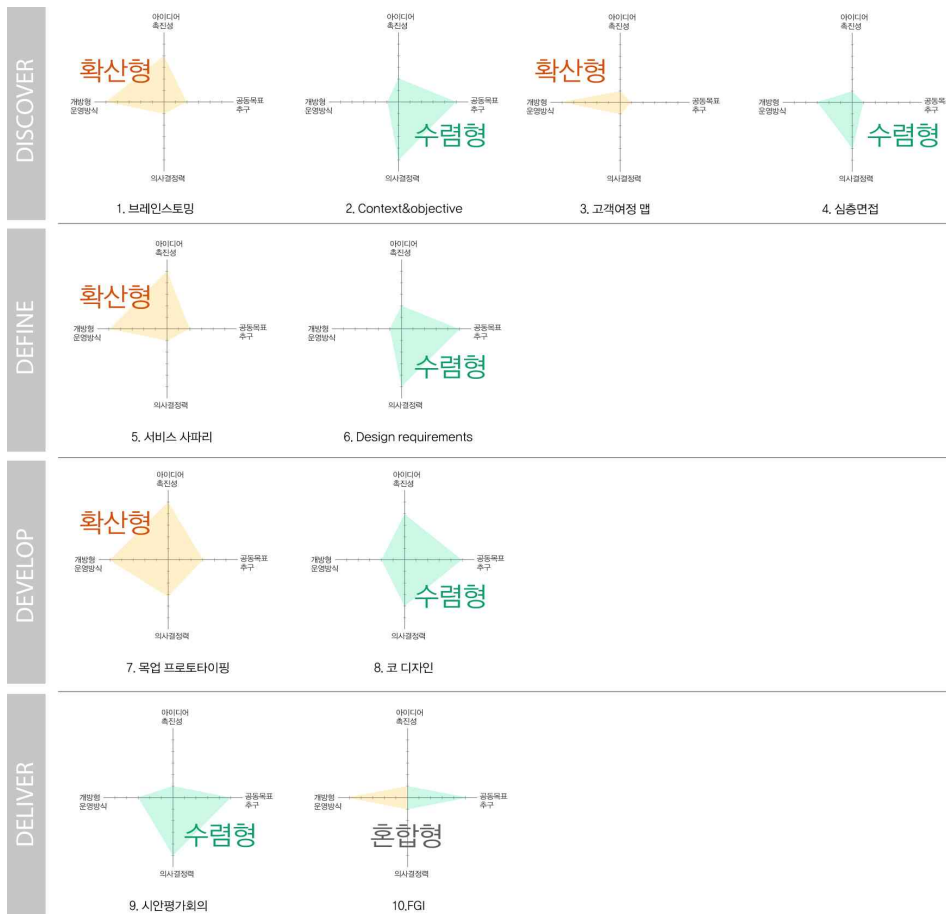 DISCOVER
아이디어
촉진성
확산형
개방형
운영방식
공동목표
추구
의사결정력
1. 브레인스토밍
아이디어
촉진성
개방형
운영방식
공동목표
추구
수렴형
의사결정력
2. Context&objective
아이디어
촉진성
확산형
개방형
운영방식
공동목표
추구
의사결정력
3. 고객여정 맵
아이디어
촉진성
개방형
운영방식
공동목표
추구
수렴형
의사결정력
4. 심층면접
DEFINE
아이디어
촉진성
확산형
개방형
운영방식
공동목표
추구
의사결정력
5. 서비스 사파리
아이디어
촉진성
개방형
운영방식
공동목표
추구
수렴형
의사결정력
6. Design requirements
DEVELOP
아이디어
촉진성
확산형
개방형
운영방식
공동목표
추구
의사결정력
7. 목업 프로토타이핑
아이디어
촉진성
개방형
운영방식
공동목표
추구
수렴형
의사결정력
8. 코 디자인
DELIVER
아이디어
촉진성
개방형
운영방식
공동목표
추구
수렴형
의사결정력
9. 시안평가회의
아이디어
촉진성
개방형
운영방식
공동목표
추구
혼합형
의사결정력
10.FGI